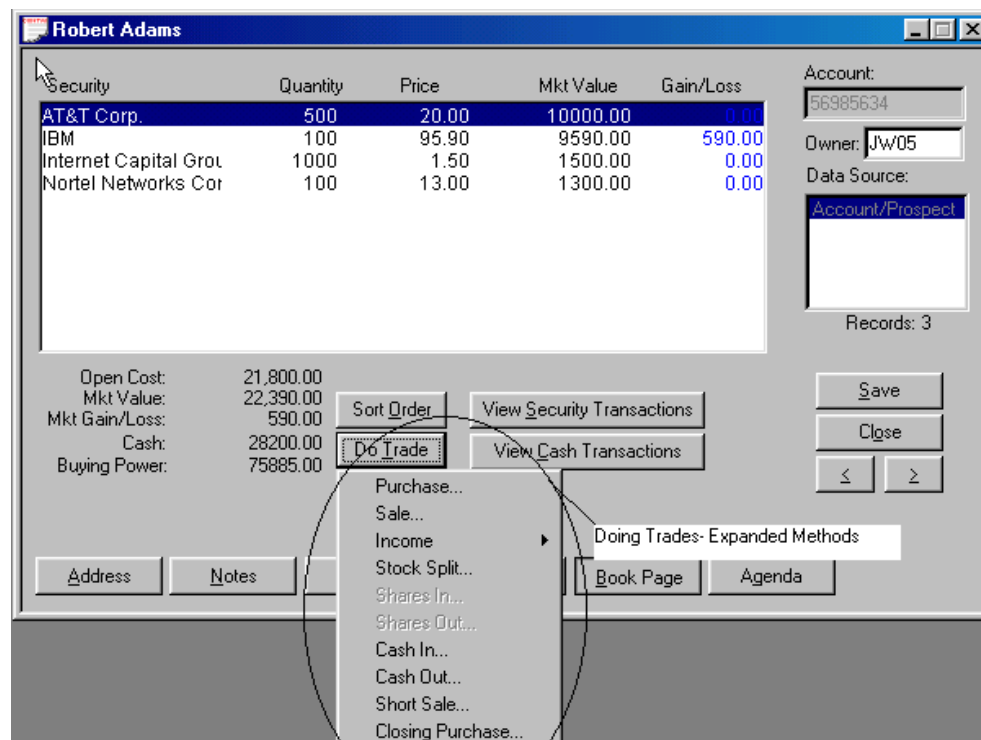 Robert Adams
Security Quantity Price Mkt Value Gain/Loss
AT&T Corp. 500 20.00 10000.00 0.00
IBM 100 95.90 9590.00 590.00
Internet Capital Grou 1000 1.50 1500.00 0.00
Nortel Networks Cor 100 13.00 1300.00 0.00
Account:
56985634
Owner: JW05
Data Source:
Account/Prospect
Records: 3
Open Cost: 21,800.00
Mkt Value: 22,390.00
Mkt Gain/Loss: 590.00
Cash: 28200.00
Buying Power: 75885.00
Sort Order View Security Transactions
Do Trade View Cash Transactions
Save
Close
< >
Purchase...
Sale...
Income
Stock Split...
Shares In...
Shares Out...
Cash In...
Cash Out...
Short Sale...
Closing Purchase...
Doing Trades- Expanded Methods
Address Notes Book Page Agenda